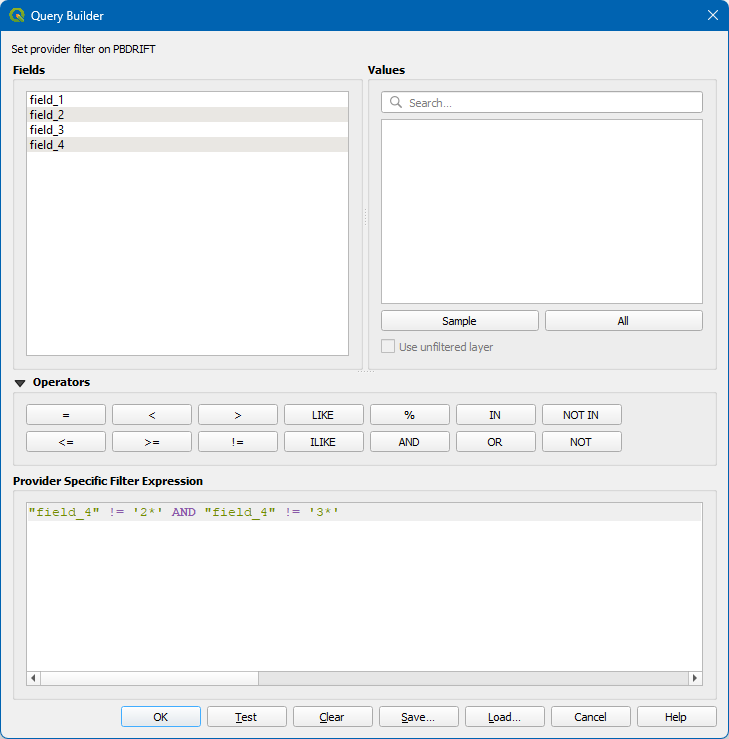 Query Builder
Set provider filter on PBDRIFT
Fields
Values
field_1
field_2
field_3
field_4
Search...
Sample
All
Use unfiltered layer
Operators
=
<
>
LIKE
%
IN
NOT IN
<=
>=
!=
ILIKE
AND
OR
NOT
Provider Specific Filter Expression
"field_4" != '2*' AND "field_4" != '3*'
OK
Test
Clear
Save...
Load...
Cancel
Help